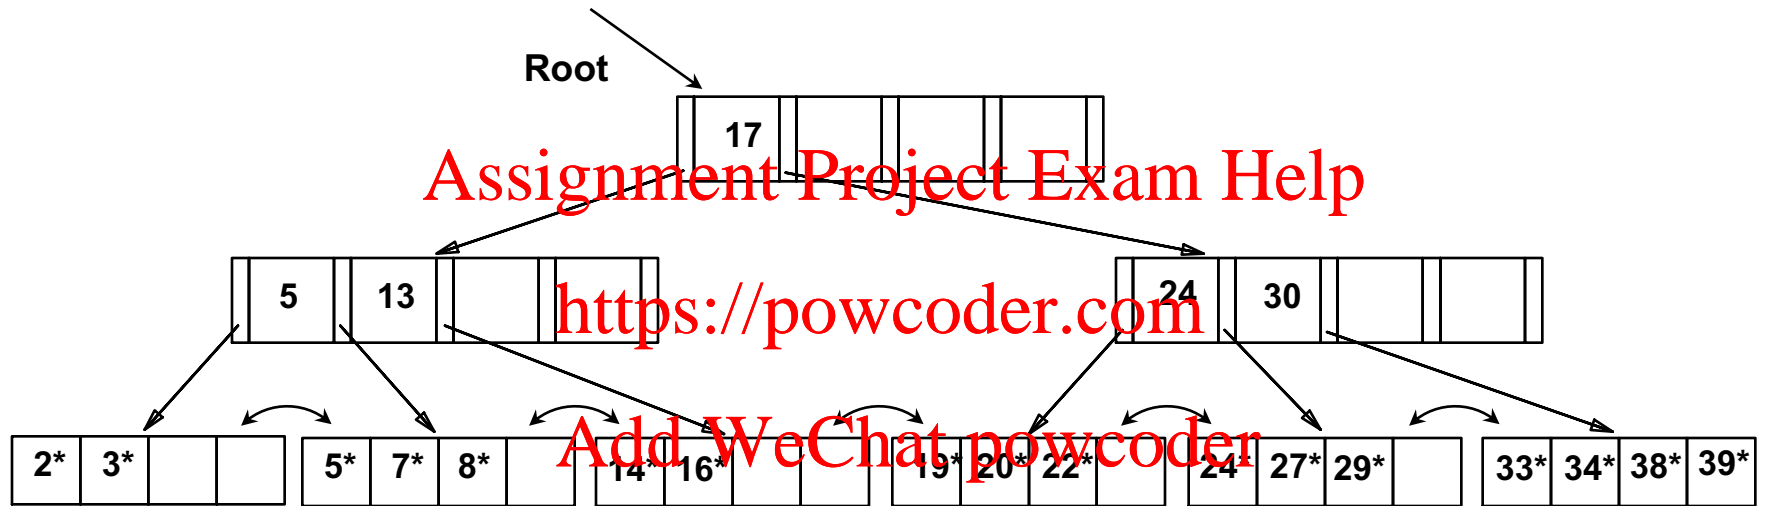 Root
17
Assignment Project Exam Help
5 13 24 30
https://powcoder.com
Add WeChat powcoder
2* 3* 5* 7* 8* 14* 16* 19* 20* 22* 24* 27* 29* 33* 34* 38* 39*